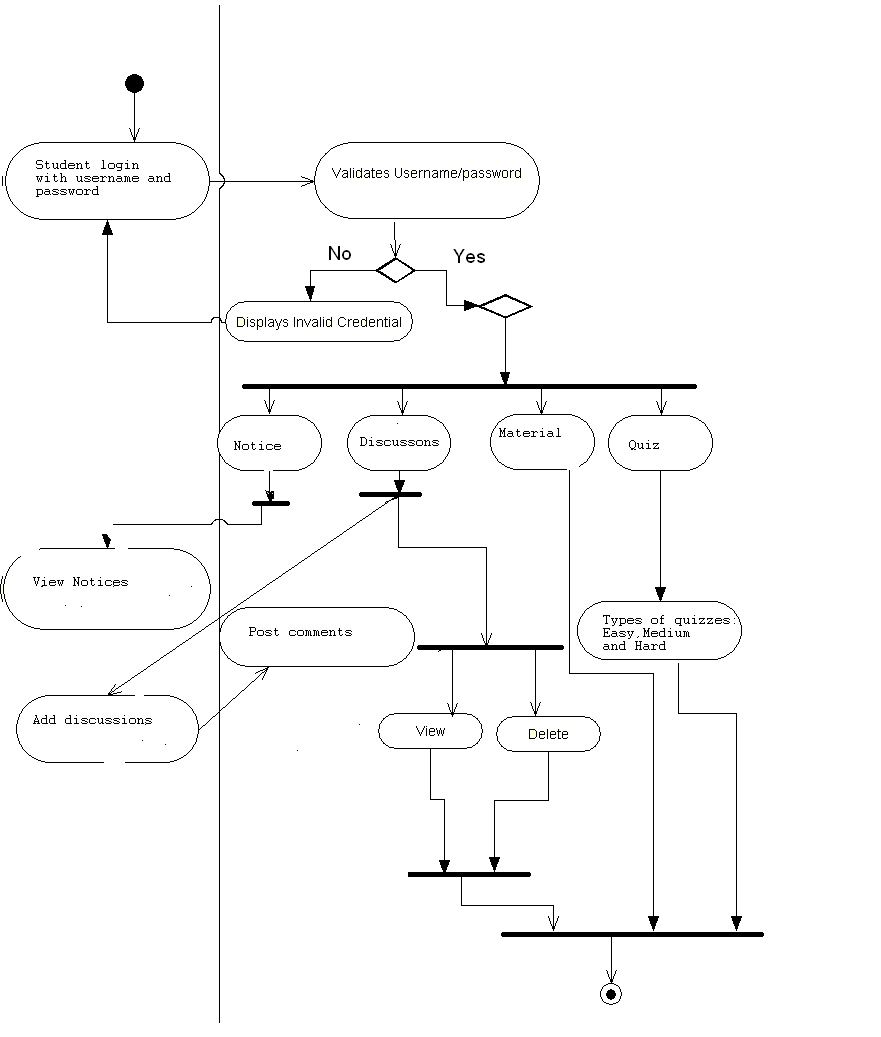 Student login
with username and
password
Validates Username/password
No
Yes
Displays Invalid Credential
Notice
Discussons
Material
Quiz
View Notices
Post comments
Types of quizzes:
Easy,Medium
and Hard
Add discussions
View
Delete